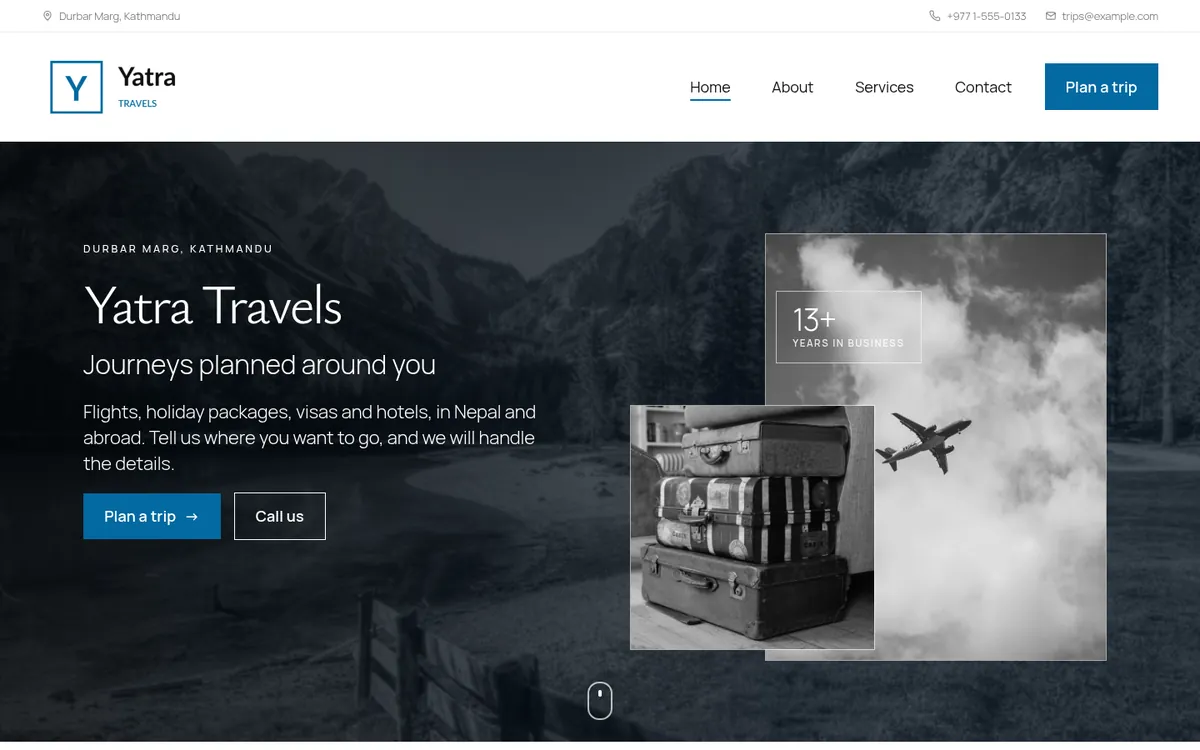 Durbar Marg, Kathmandu
+977 1-555-0133
trips@example.com
Y
Yatra
TRAVELS
Home
About
Services
Contact
Plan a trip
DURBAR MARG, KATHMANDU
Yatra Travels
Journeys planned around you
Flights, holiday packages, visas and hotels, in Nepal and
abroad. Tell us where you want to go, and we will handle
the details.
Plan a trip →
Call us
13+
YEARS IN BUSINESS